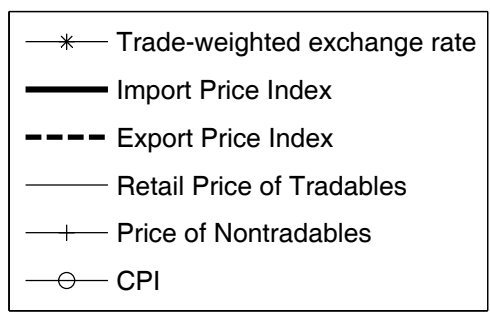 Trade-weighted exchange rate
Import Price Index
Export Price Index
Retail Price of Tradables
Price of Nontradables
CPI